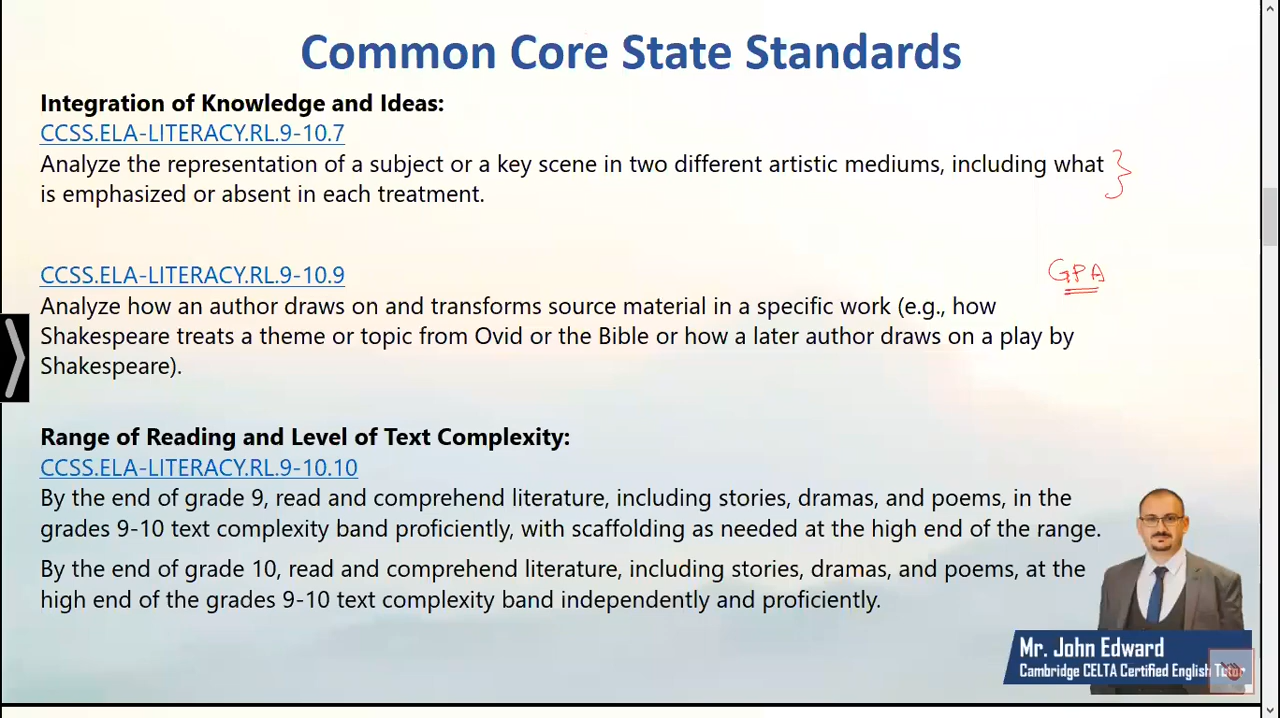 Common Core State Standards
Integration of Knowledge and Ideas:
CCSS.ELA-LITERACY.RL.9-10.7
Analyze the representation of a subject or a key scene in two different artistic mediums, including what
is emphasized or absent in each treatment.
CCSS.ELA-LITERACY.RL.9-10.9
GPA
Analyze how an author draws on and transforms source material in a specific work (e.g., how
Shakespeare treats a theme or topic from Ovid or the Bible or how a later author draws on a play by
Shakespeare).
Range of Reading and Level of Text Complexity:
CCSS.ELA-LITERACY.RL.9-10.10
By the end of grade 9, read and comprehend literature, including stories, dramas, and poems, in the
grades 9-10 text complexity band proficiently, with scaffolding as needed at the high end of the range.
By the end of grade 10, read and comprehend literature, including stories, dramas, and poems, at the
high end of the grades 9-10 text complexity band independently and proficiently.
Mr. John Edward
Cambridge CELTA Certified English Tutor